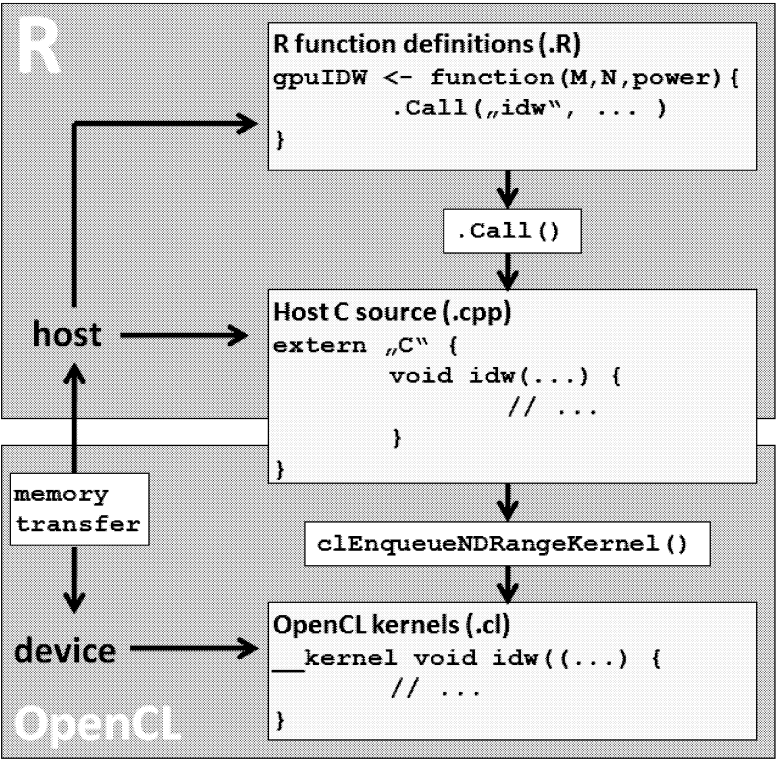 R
R function definitions (.R)
gpuIDW <- function(M,N,power){
.Call(„idw“, ... )
}
.Call()
host
Host C source (.cpp)
extern „C“ {
void idw(...) {
// ...
}
}
memory
transfer
clEnqueueNDRangeKernel()
device
OpenCL kernels (.cl)
__kernel void idw((...) {
// ...
}
OpenCL